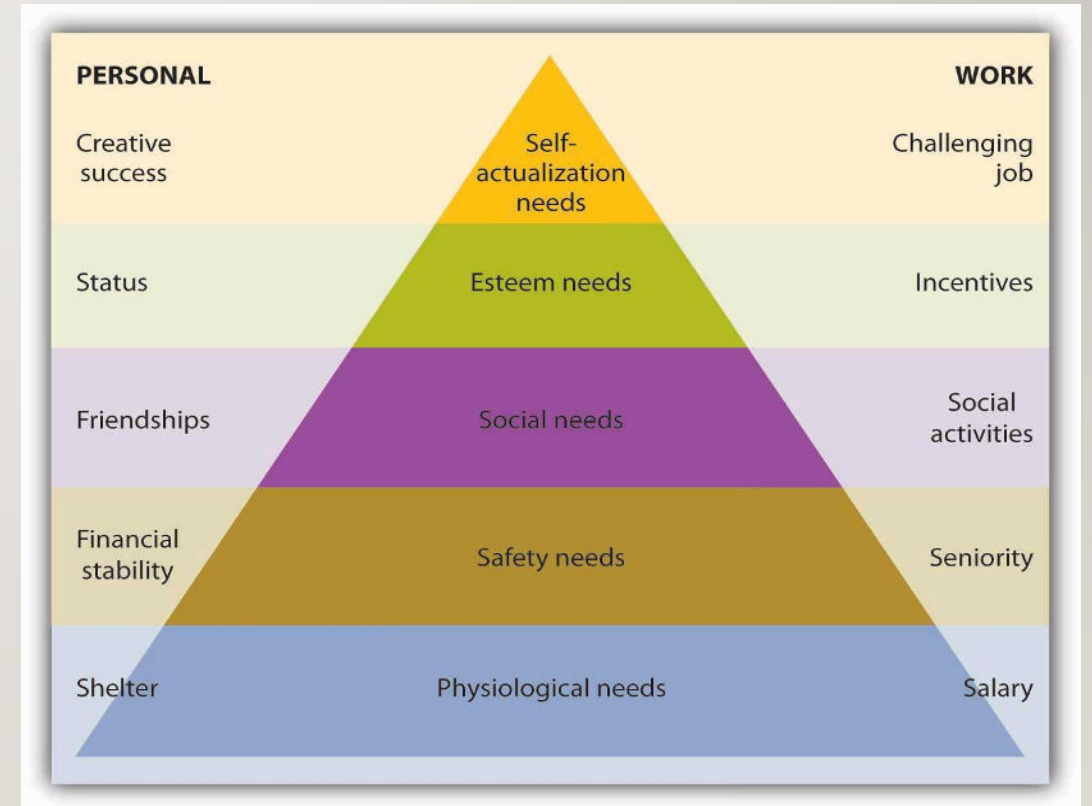 PERSONAL
WORK
Creative
success
Self-
actualization
needs
Challenging
job
Status
Esteem needs
Incentives
Friendships
Social needs
Social
activities
Financial
stability
Safety needs
Seniority
Shelter
Physiological needs
Salary